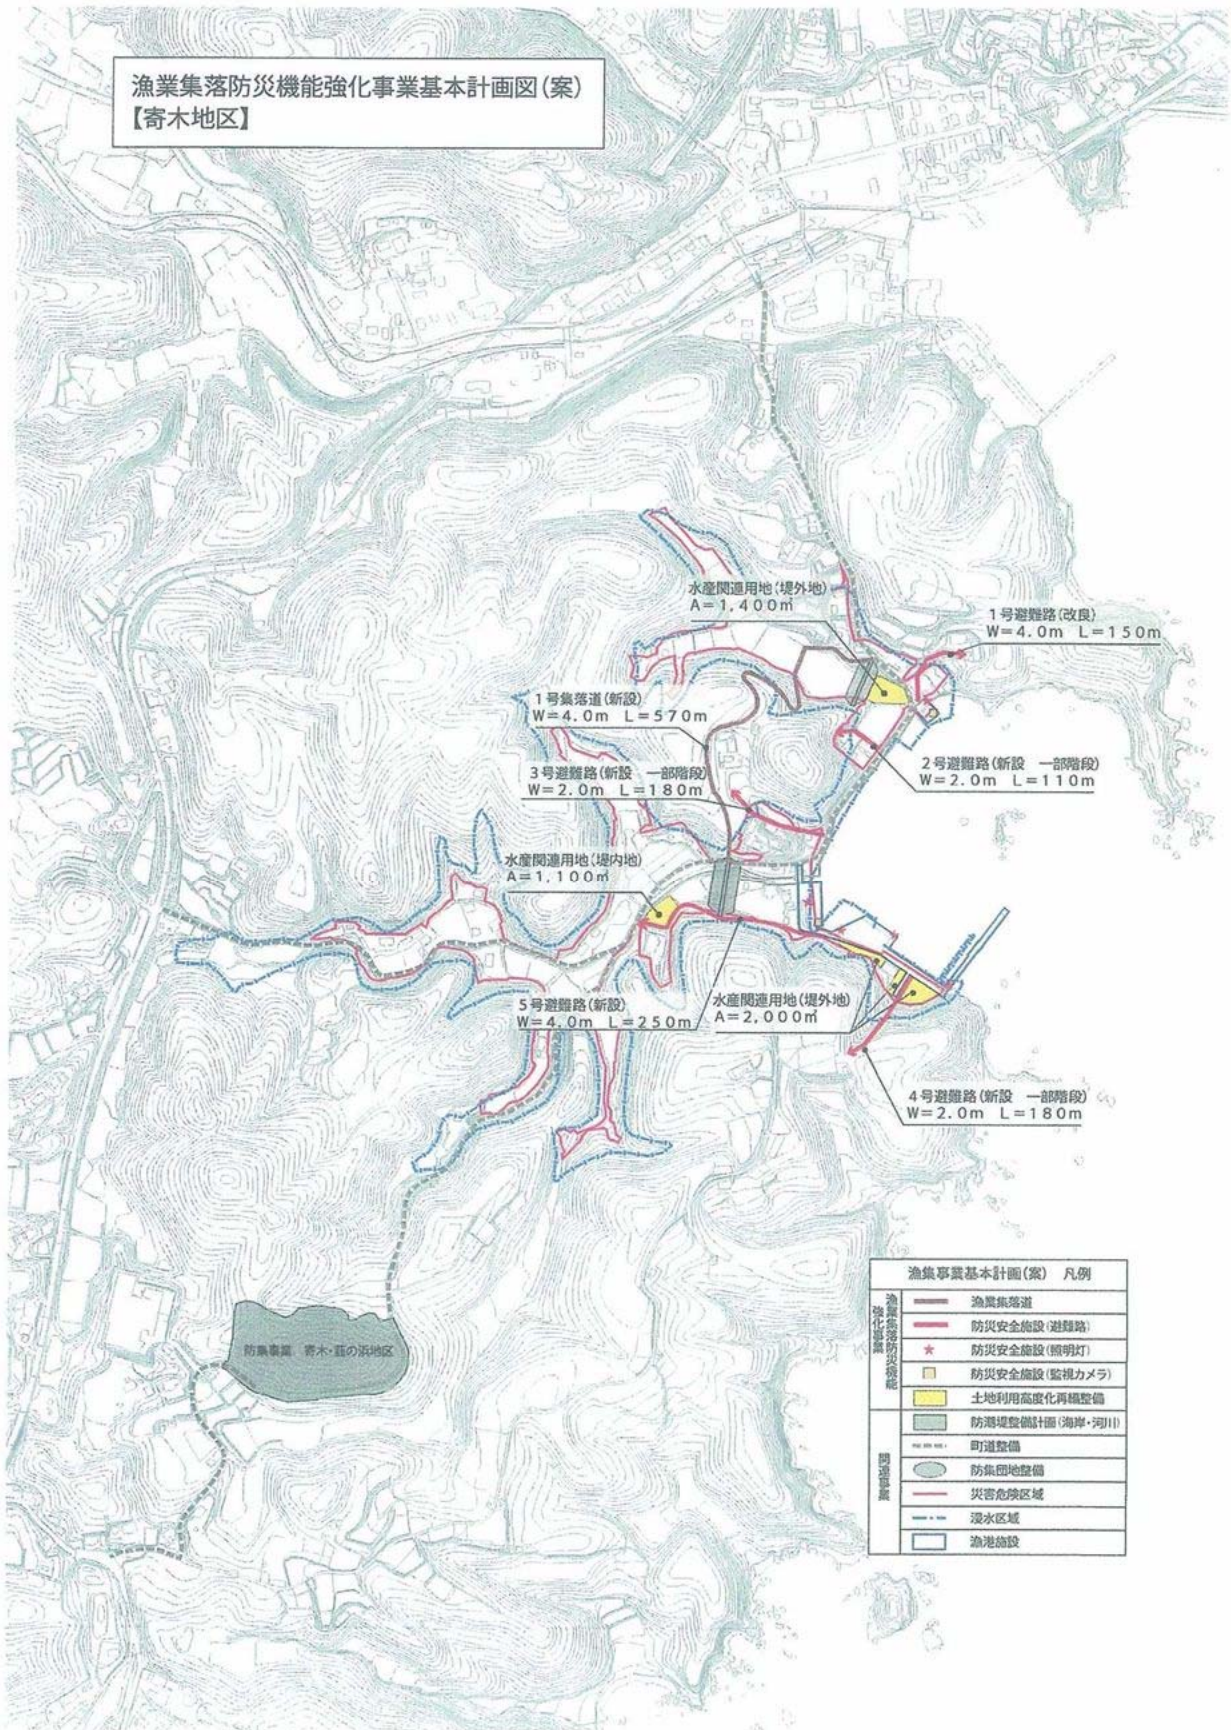 漁業集落防災機能強化事業基本計画図(案)
【寄木地区】
水産関連用地(堤外地)
A=1,400㎡
1号避難路(改良)
W=4.0m L=150m
1号集落道(新設)
W=4.0m L=570m
3号避難路(新設 一部階段)
W=2.0m L=180m
2号避難路(新設 一部階段)
W=2.0m L=110m
水産関連用地(堤内地)
A=1,100㎡
5号避難路(新設)
W=4.0m L=250m
水産関連用地(堤外地)
A=2,000㎡
4号避難路(新設 一部階段)
W=2.0m L=180m
防集事業 寄木・韮の浜地区
漁集事業基本計画(案) 凡例
漁業集落防災機能
強化事業
漁業集落道
防災安全施設(避難路)
防災安全施設(照明灯)
防災安全施設(監視カメラ)
土地利用高度化再編整備
関連事業
防潮堤整備計画(海岸・河川)
町道整備
防集団地整備
災害危険区域
浸水区域
漁港施設